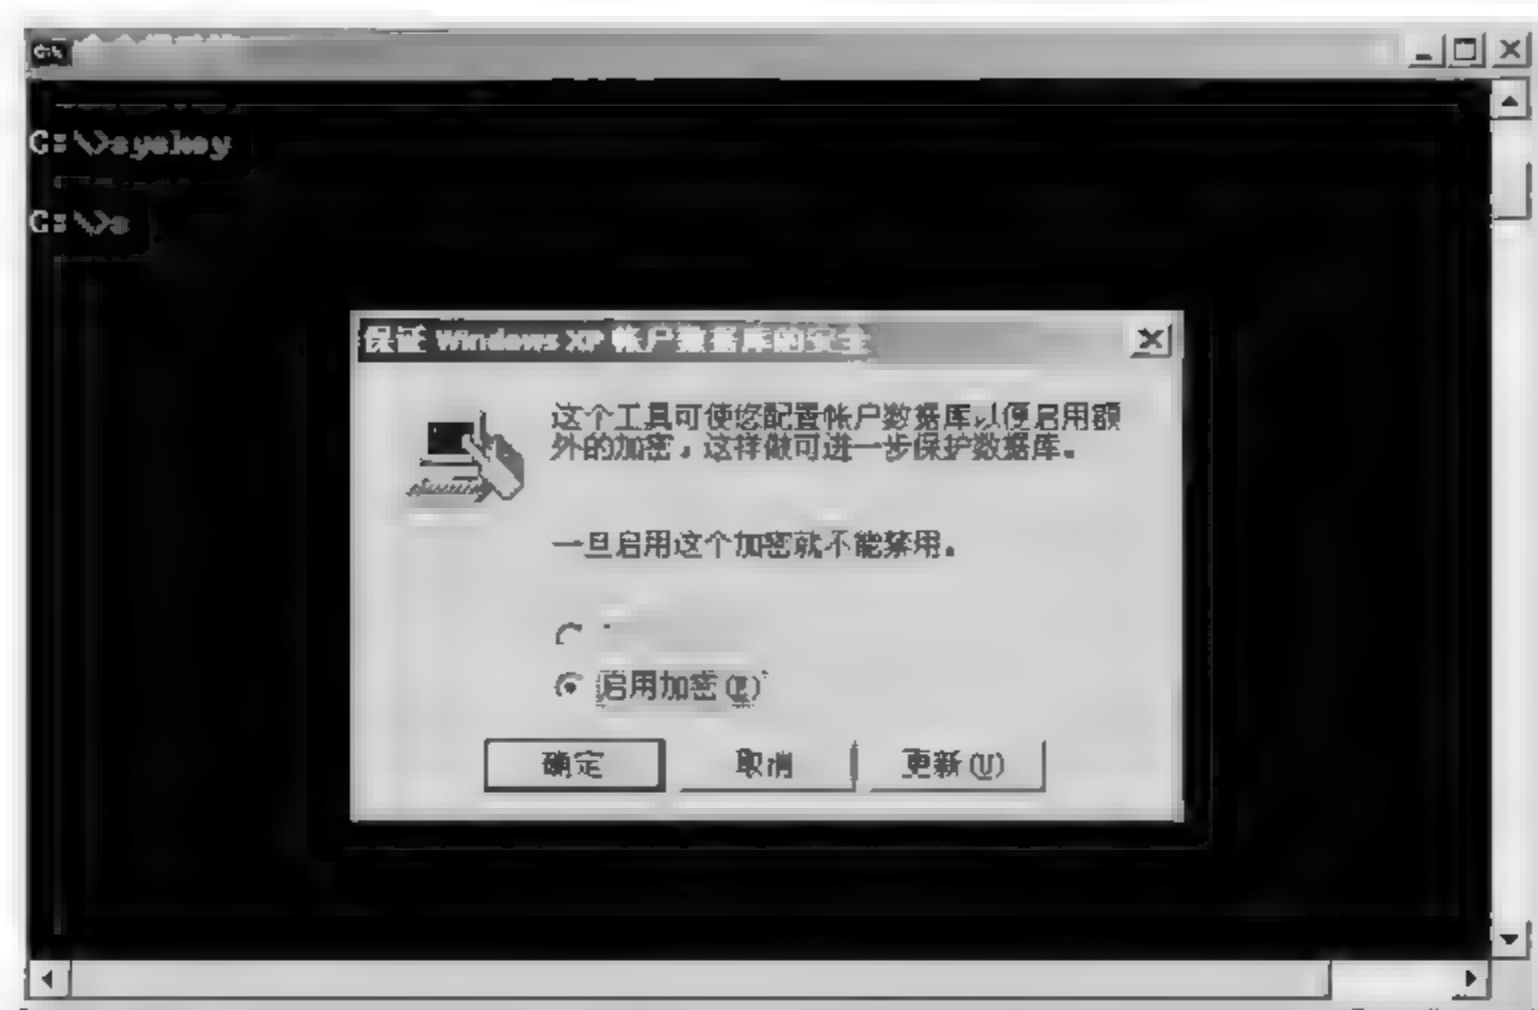 C:\>syskey
C:\>s
保证 Windows XP 帐户数据库的安全
这个工具可使您配置帐户数据库以便启用额
外的加密，这样做可进一步保护数据库。
一旦启用这个加密就不能禁用。
启用加密(E)
确定
取消
更新(U)